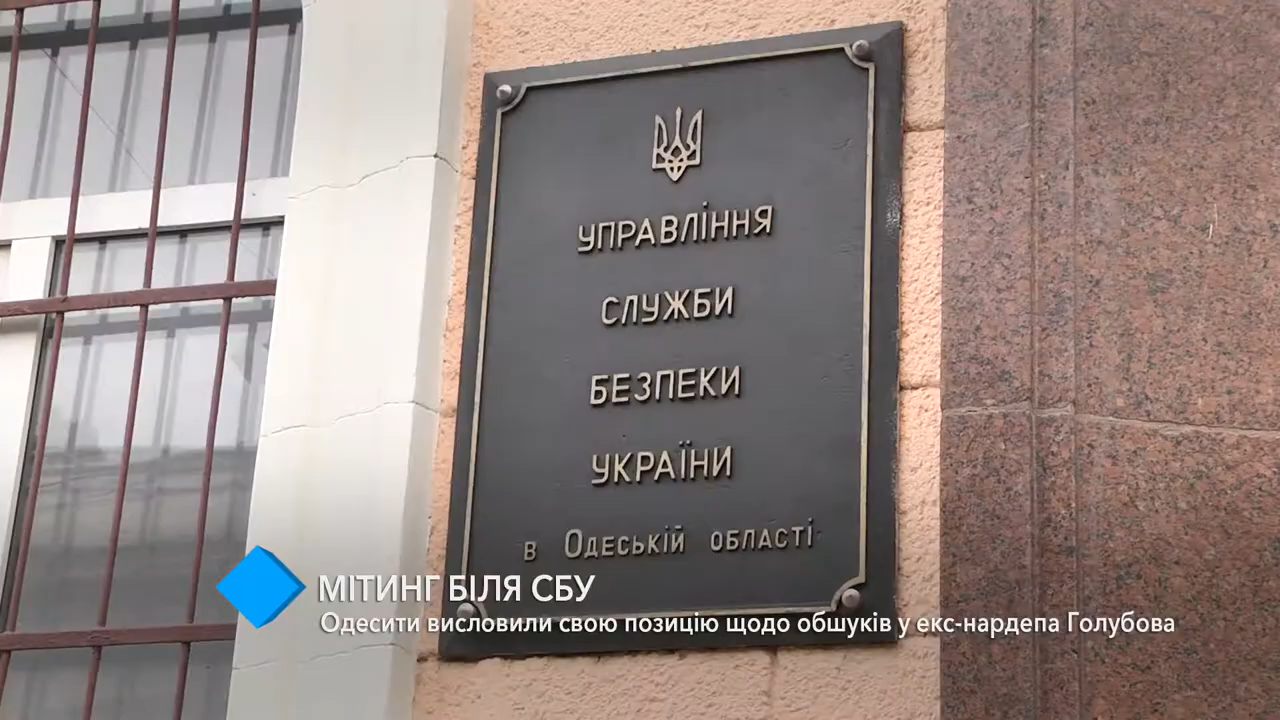 УПРАВЛІННЯ
СЛУЖБИ
БЕЗПЕКИ
УКРАЇНИ
в Одеській області
МІТИНГ БІЛЯ СБУ
Одесити висловили свою позицію щодо обшуків у екс-нардепа Голубова